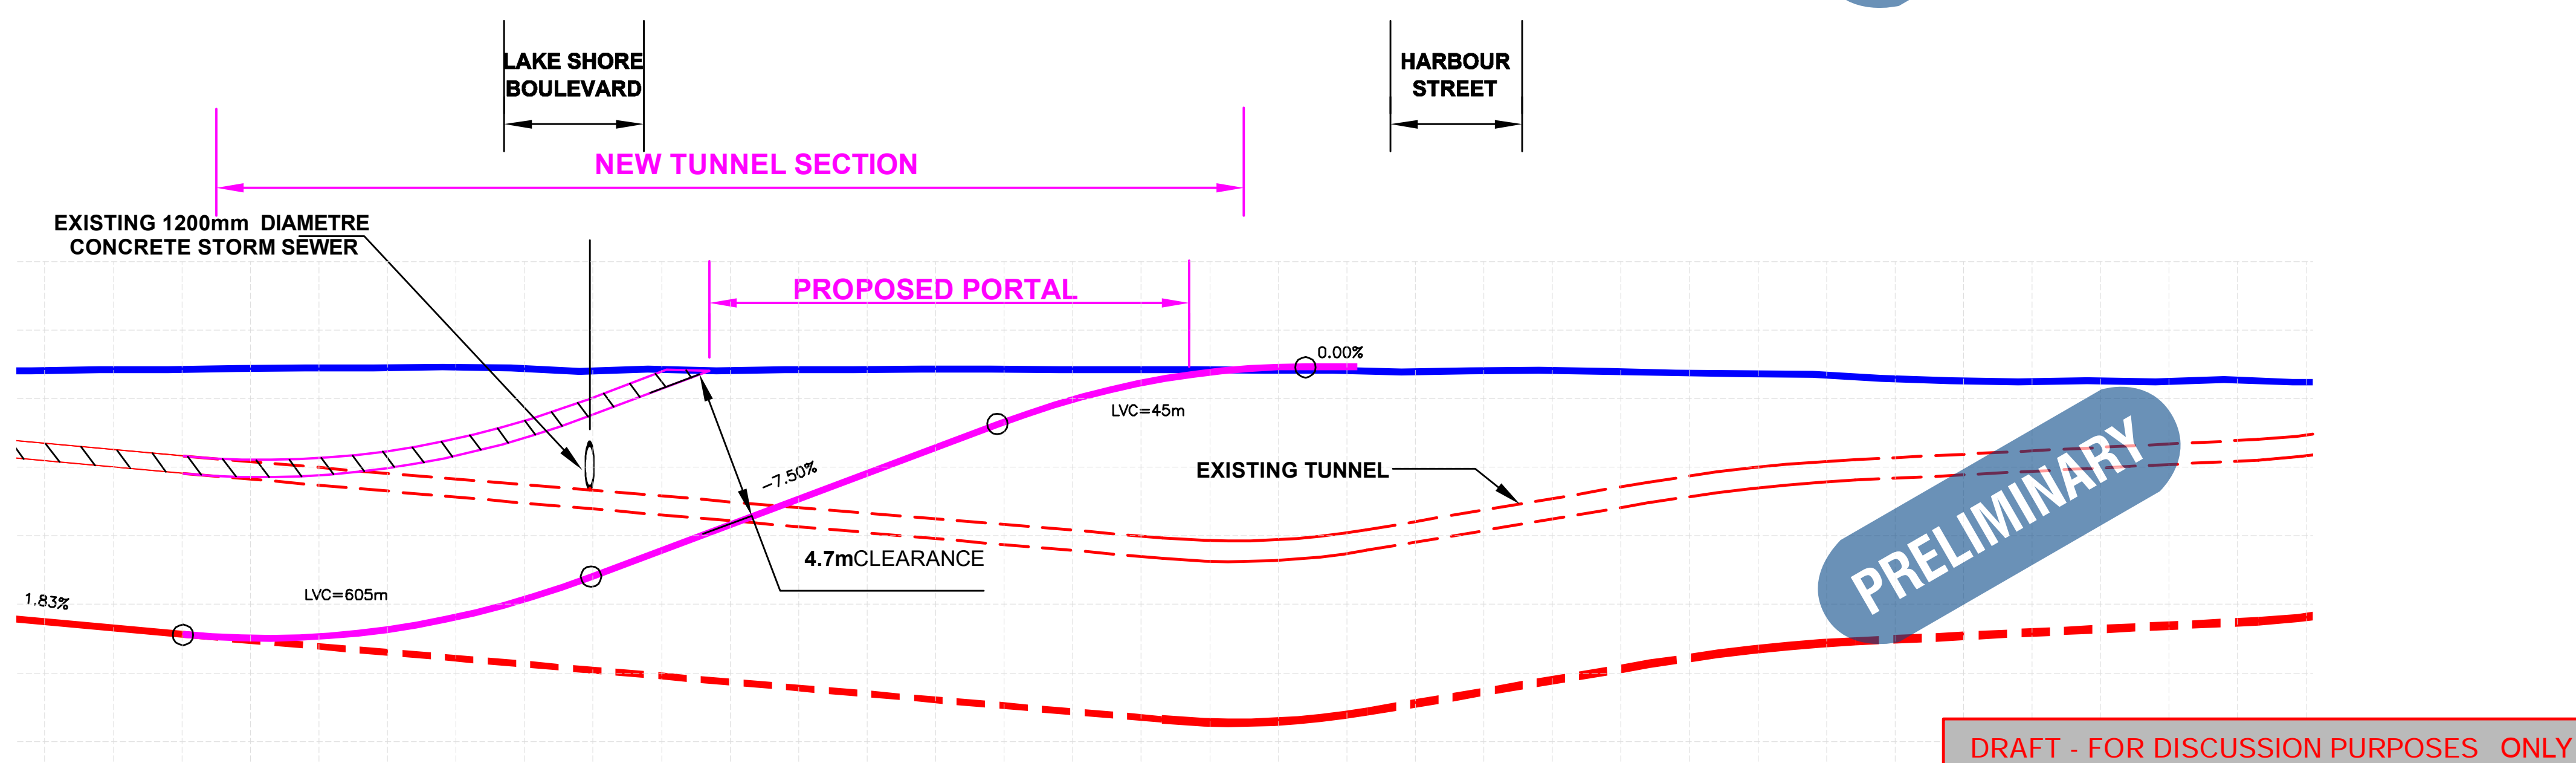 LAKE SHORE
BOULEVARD
HARBOUR
STREET
NEW TUNNEL SECTION
EXISTING 1200mm DIAMETRE
CONCRETE STORM SEWER
PROPOSED PORTAL
0.00%
LVC=45m
-7.50%
EXISTING TUNNEL
4.7mCLEARANCE
LVC=605m
1.83%
PRELIMINARY
DRAFT - FOR DISCUSSION PURPOSES ONLY